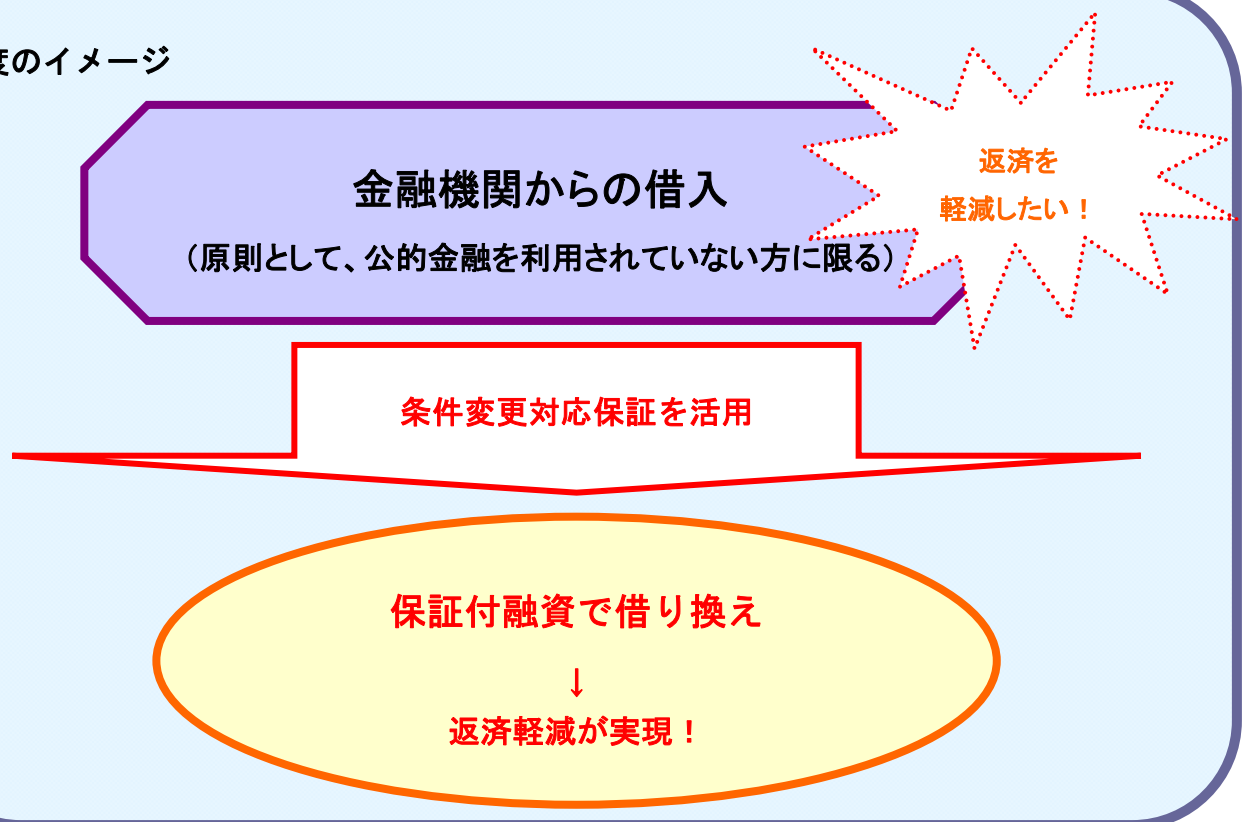 度のイメージ
金融機関からの借入
（原則として、公的金融を利用されていない方に限る）
返済を
軽減したい！
条件変更対応保証を活用
保証付融資で借り換え
↓
返済軽減が実現！